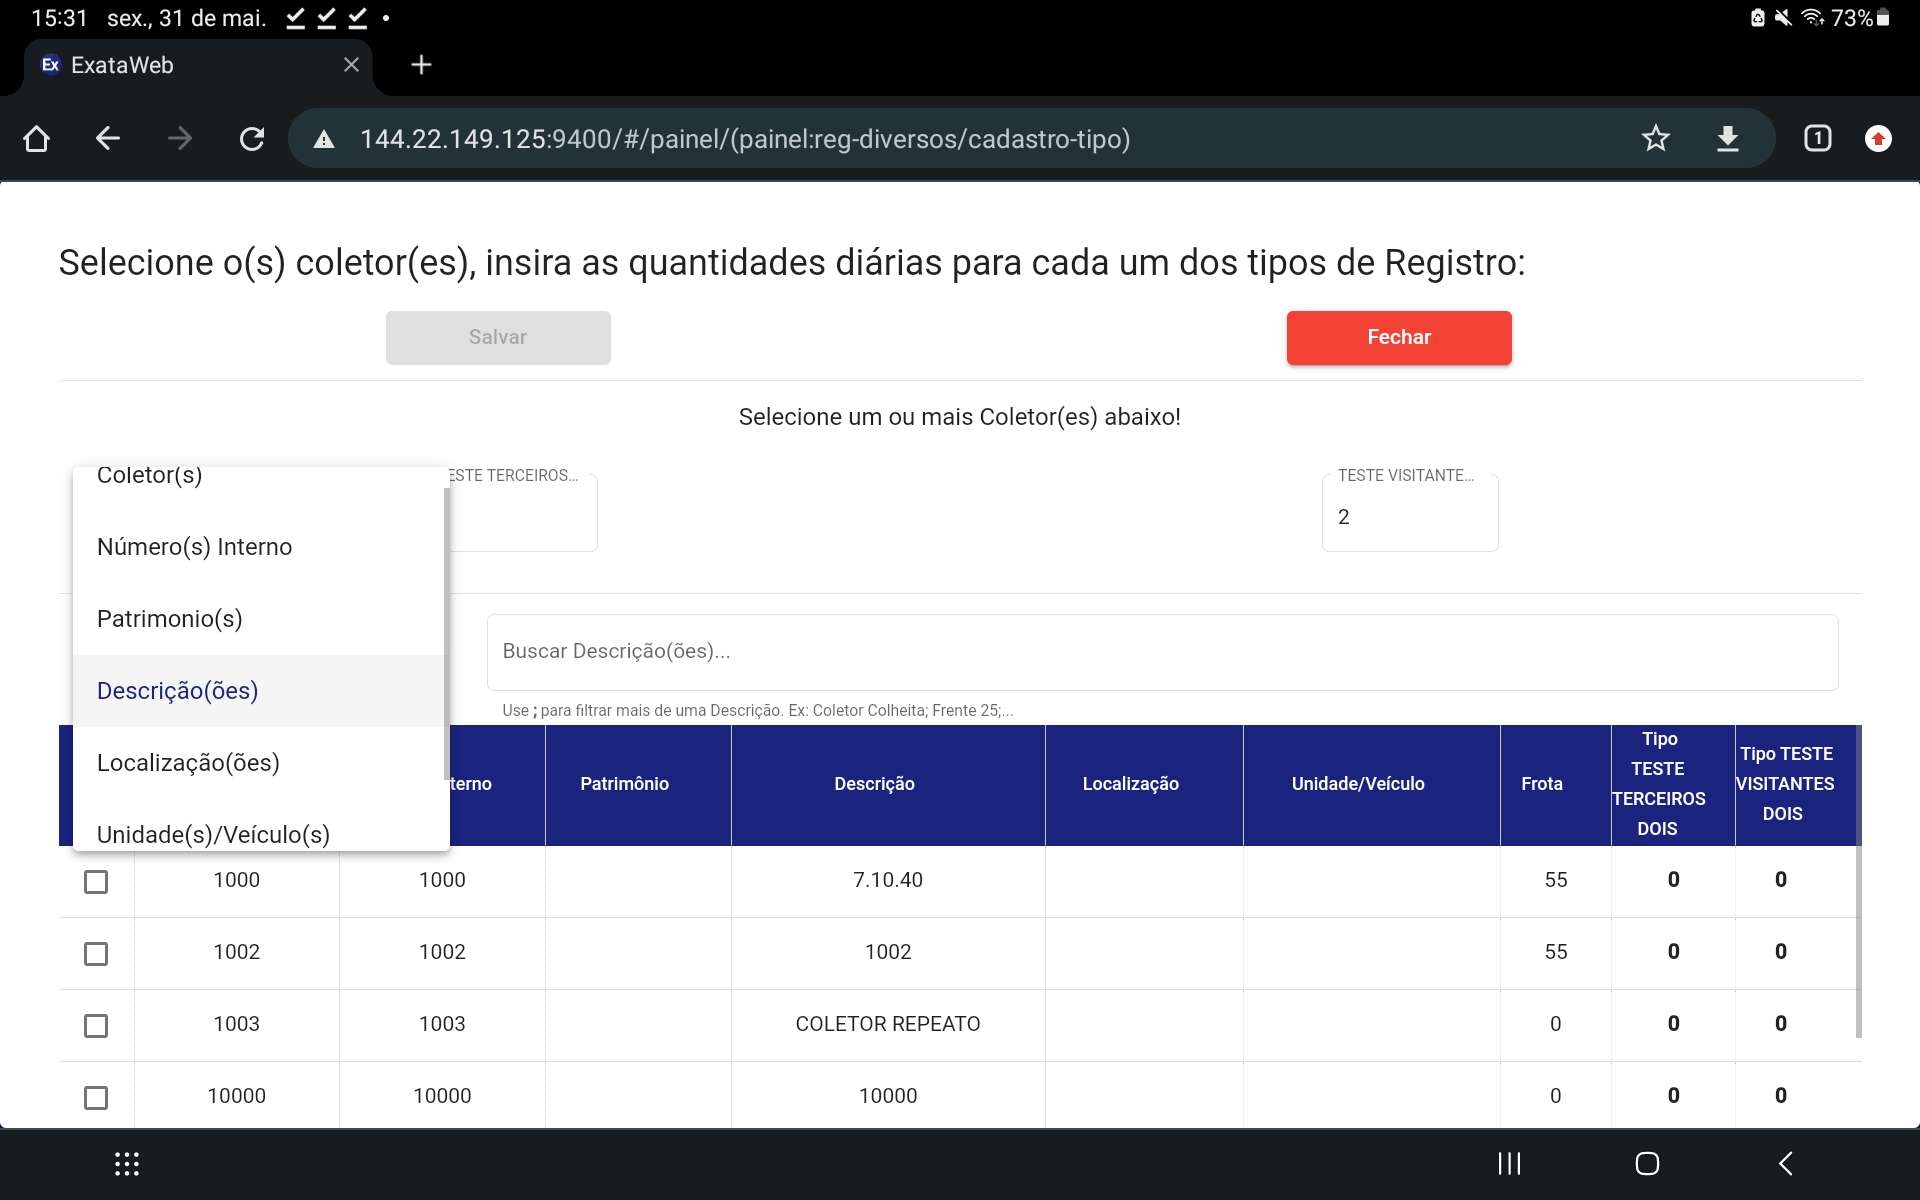 15:31 sex., 31 de mai.
73%
Ex ExataWeb
144.22.149.125:9400/#/painel/(painel:reg-diversos/cadastro-tipo)
1
Selecione o(s) coletor(es), insira as quantidades diárias para cada um dos tipos de Registro:
Salvar
Fechar
Selecione um ou mais Coletor(es) abaixo!
Coletor(s)
Número(s) Interno
Patrimonio(s)
Descrição(ões)
Localização(ões)
Unidade(s)/Veículo(s)
ESTE TERCEIROS...
TESTE VISITANTE...
2
Buscar Descrição(ões)...
Use ; para filtrar mais de uma Descrição. Ex: Coletor Colheita; Frente 25;...
terno Patrimônio Descrição Localização Unidade/Veículo Frota
Tipo
TESTE
TERCEIROS
DOIS
Tipo TESTE
VISITANTES
DOIS
1000 1000 7.10.40 55 0 0
1002 1002 1002 55 0 0
1003 1003 COLETOR REPEATO 0 0 0
10000 10000 10000 0 0 0